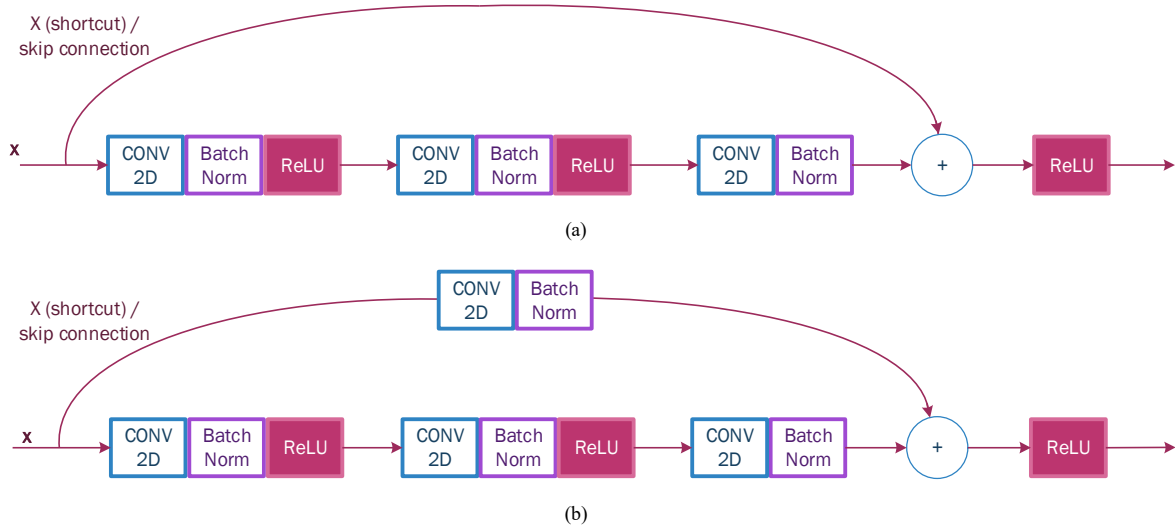 X (shortcut) /
skip connection
X
CONV
2D
Batch
Norm
ReLU
CONV
2D
Batch
Norm
ReLU
CONV
2D
Batch
Norm
+
ReLU
(a)
CONV
2D
Batch
Norm
X (shortcut) /
skip connection
X
CONV
2D
Batch
Norm
ReLU
CONV
2D
Batch
Norm
ReLU
CONV
2D
Batch
Norm
+
ReLU
(b)